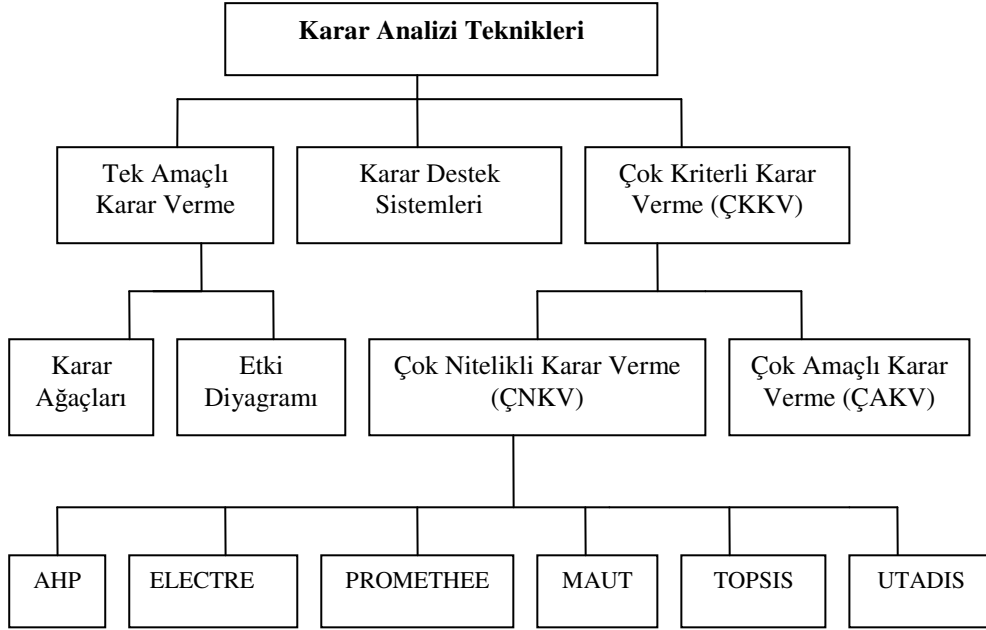 Karar Analizi Teknikleri
Tek Amaçlı
Karar Verme
Karar Destek
Sistemleri
Çok Kriterli Karar
Verme (ÇKKV)
Karar
Ağaçları
Etki
Diyagramı
Çok Nitelikli Karar Verme
(ÇNKV)
Çok Amaçlı Karar
Verme (ÇAKV)
AHP
ELECTRE
PROMETHEE
MAUT
TOPSIS
UTADIS